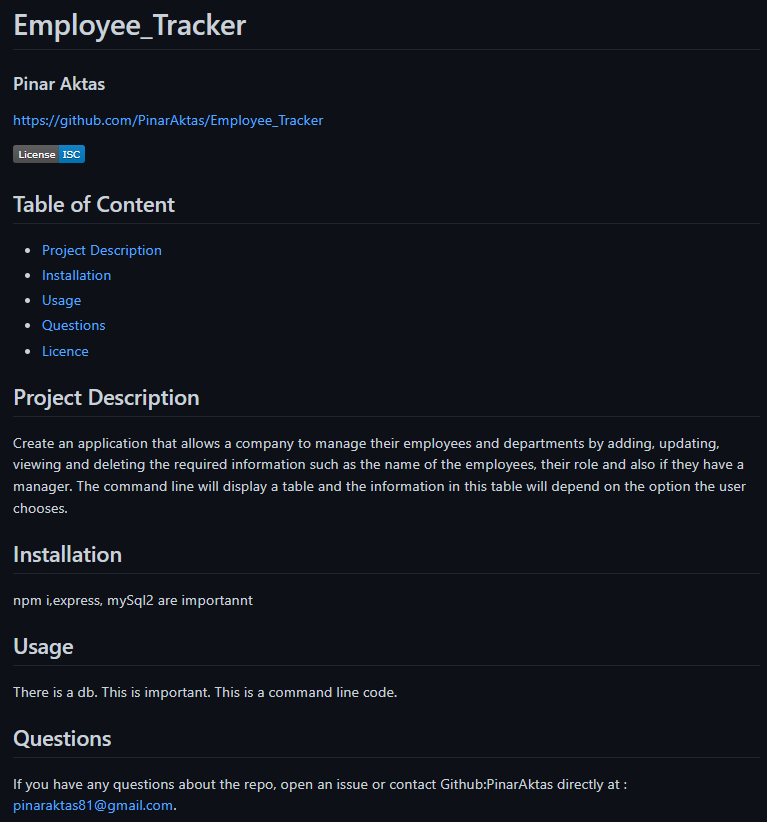 Employee_Tracker
Pinar Aktas
https://github.com/PinarAktas/Employee_Tracker
License ISC
Table of Content
Project Description
Installation
Usage
Questions
Licence
Project Description
Create an application that allows a company to manage their employees and departments by adding, updating,
viewing and deleting the required information such as the name of the employees, their role and also if they have a
manager. The command line will display a table and the information in this table will depend on the option the user
chooses.
Installation
npm i,express, mySql2 are importannt
Usage
There is a db. This is important. This is a command line code.
Questions
If you have any questions about the repo, open an issue or contact Github:PinarAktas directly at :
pinaraktas81@gmail.com.